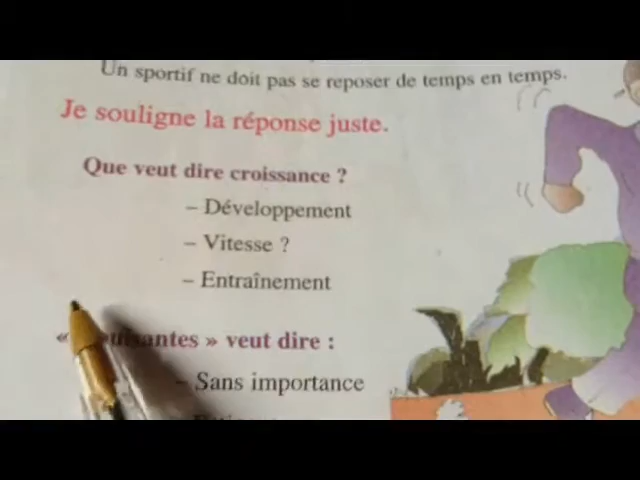 Un sportif ne doit pas se reposer de temps en temps.
Je souligne la réponse juste.
Que veut dire croissance ?
– Développement
– Vitesse ?
– Entraînement
« » veut dire :
– Sans importance